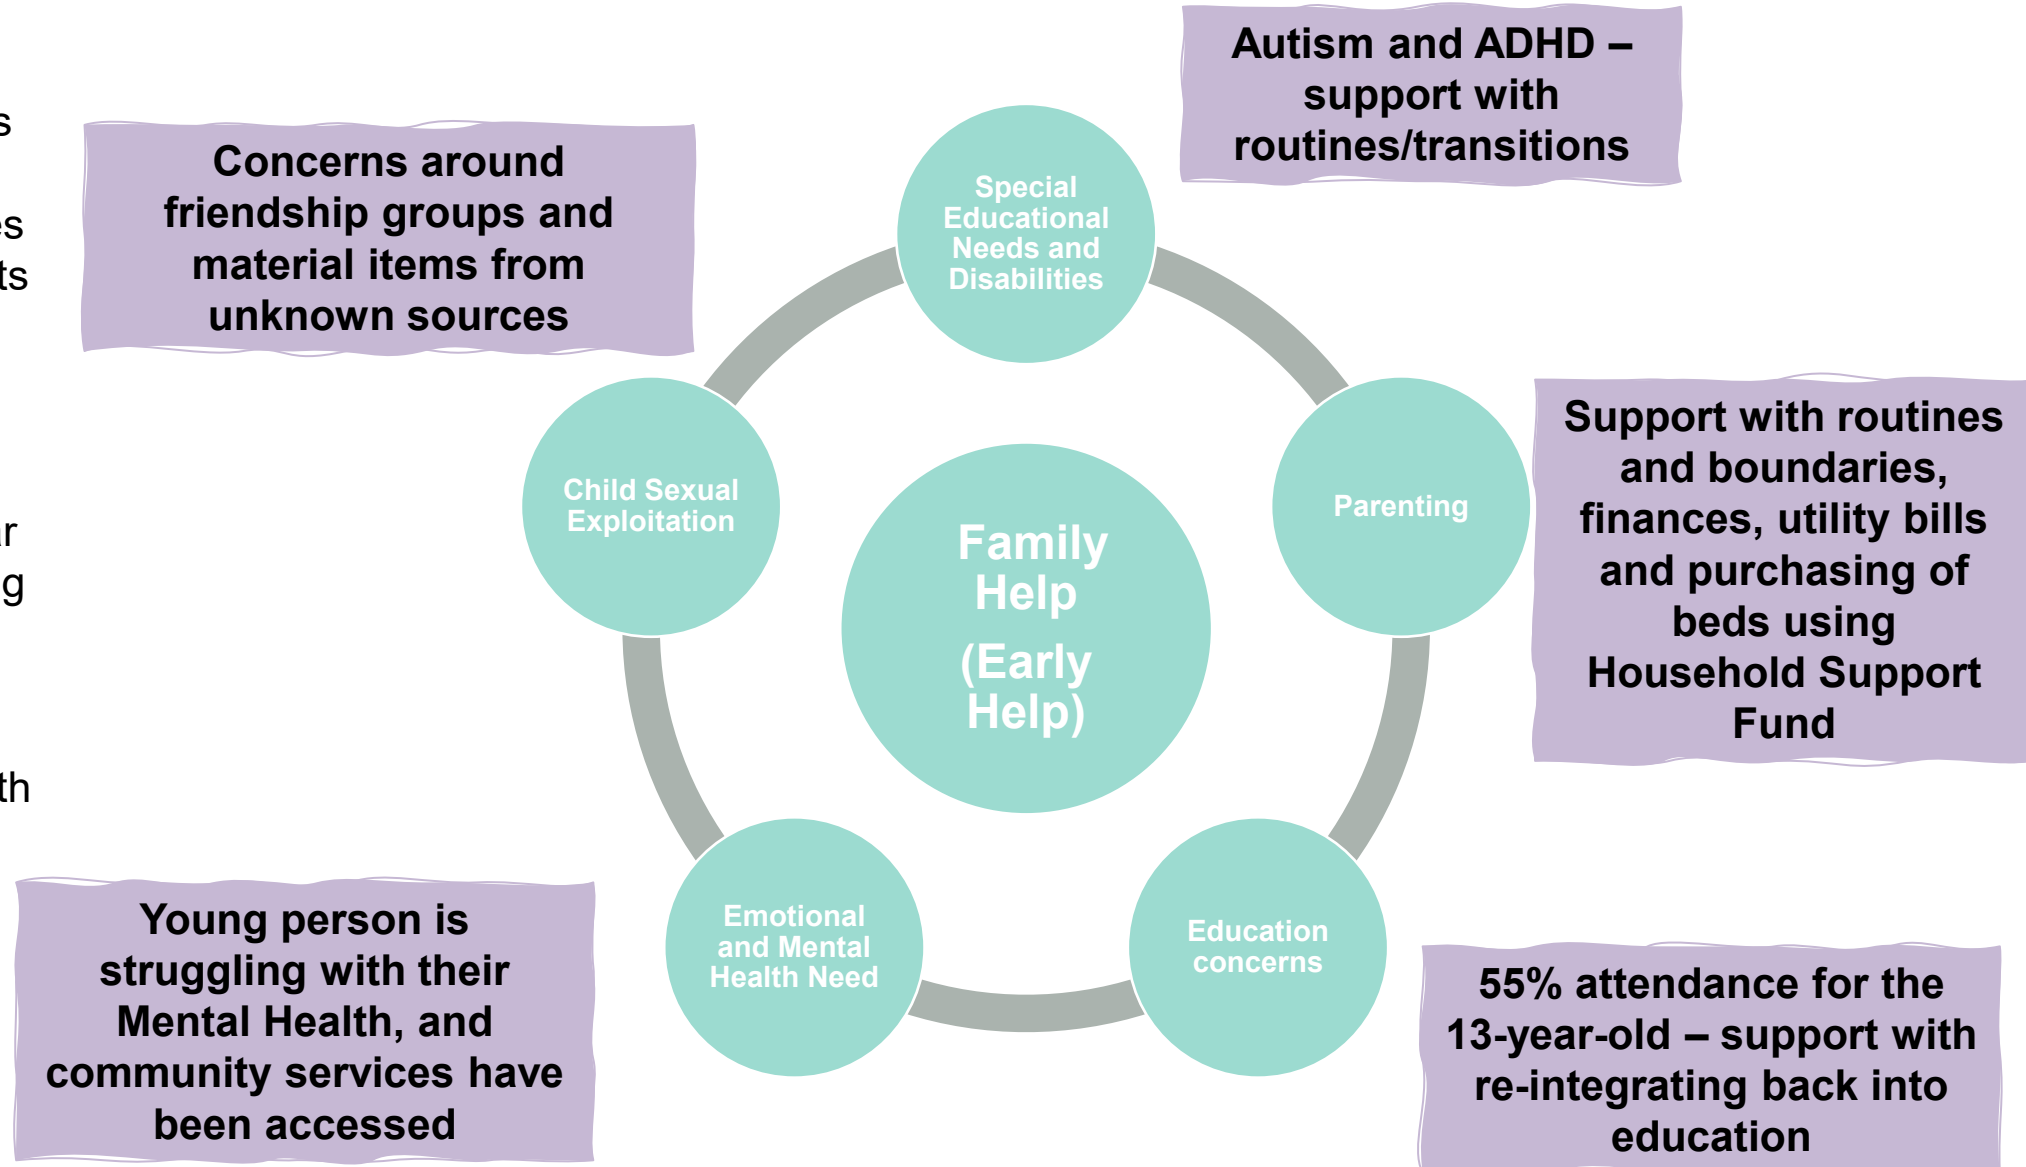 Autism and ADHD –
support with
routines/transitions
Concerns around
friendship groups and
material items from
unknown sources
Special
Educational
Needs and
Disabilities
Child Sexual
Exploitation
Parenting
Support with routines
and boundaries,
finances, utility bills
and purchasing of
beds using
Household Support
Fund
Family
Help
(Early
Help)
Emotional
and Mental
Health Need
Education
concerns
Young person is
struggling with their
Mental Health, and
community services have
been accessed
55% attendance for the
13-year-old – support with
re-integrating back into
education